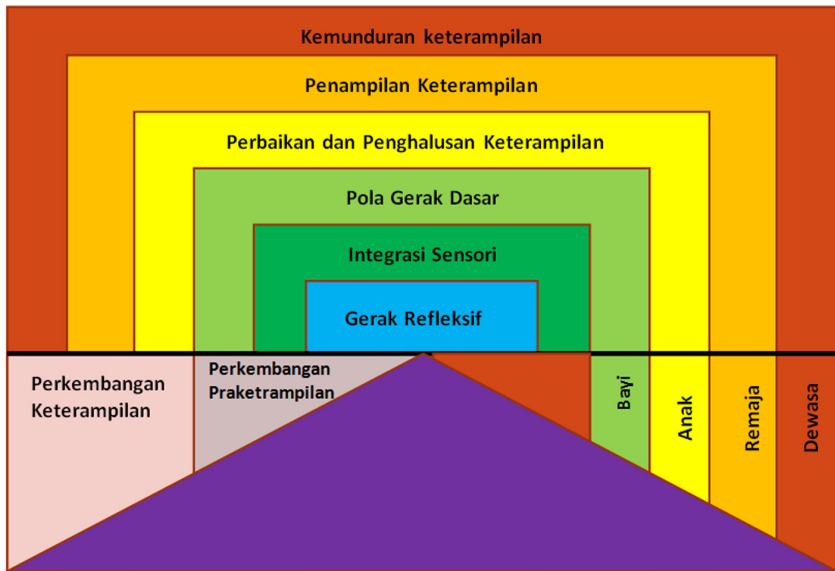 Kemunduran keterampilan
Penampilan Keterampilan
Perbaikan dan Penghalusan Keterampilan
Pola Gerak Dasar
Integrasi Sensori
Gerak Refleksif
Perkembangan
Keterampilan
Perkembangan
Praketrampilan
Bayi
Anak
Remaja
Dewasa